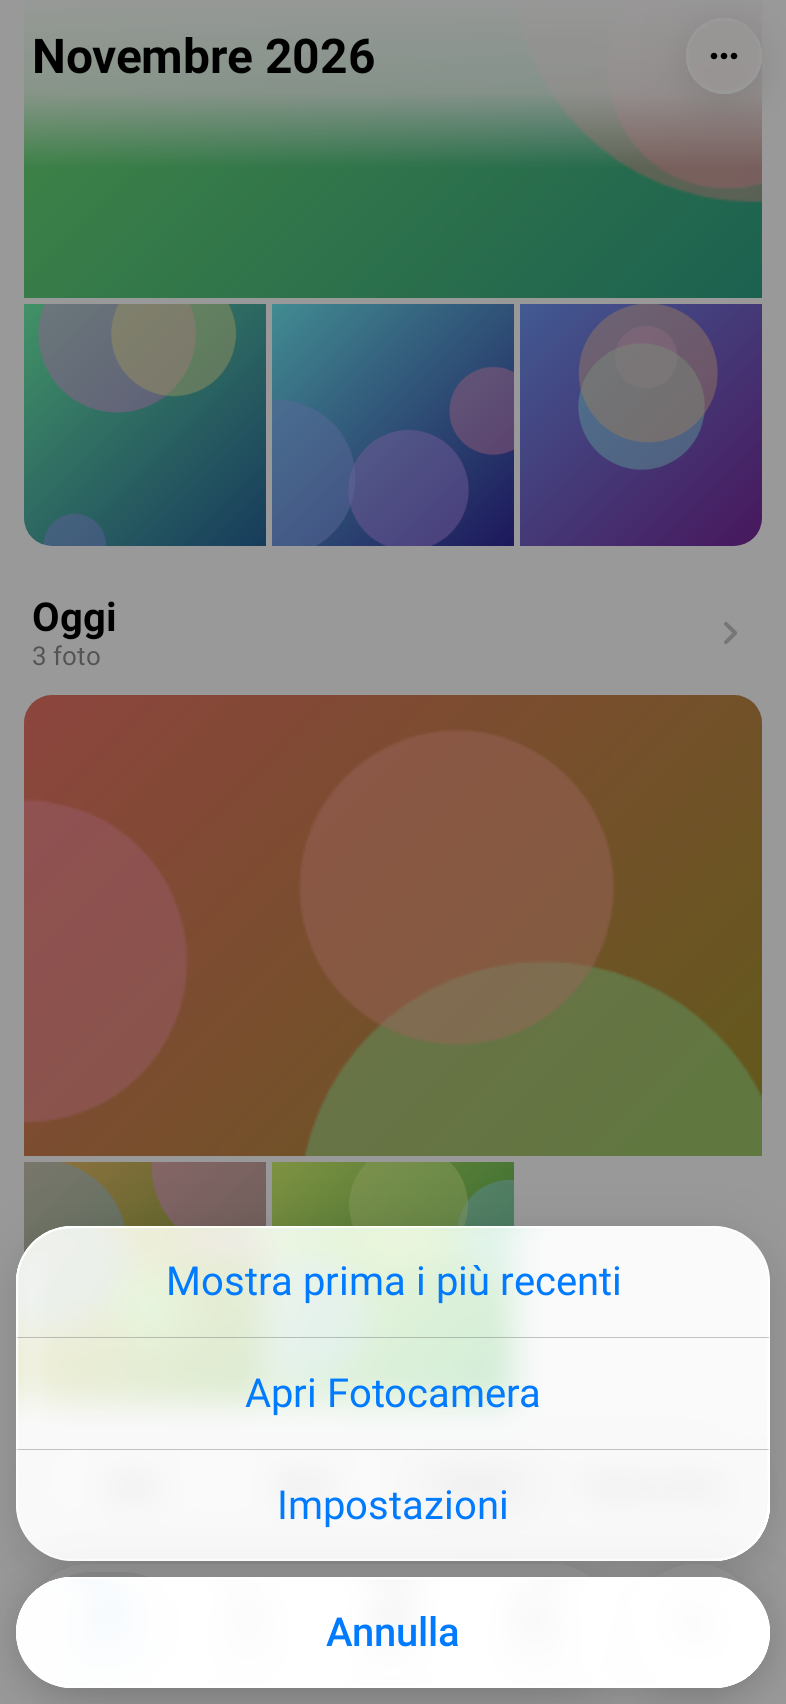 Novembre 2026
Oggi
3 foto
Mostra prima i più recenti
Apri Fotocamera
Impostazioni
Annulla